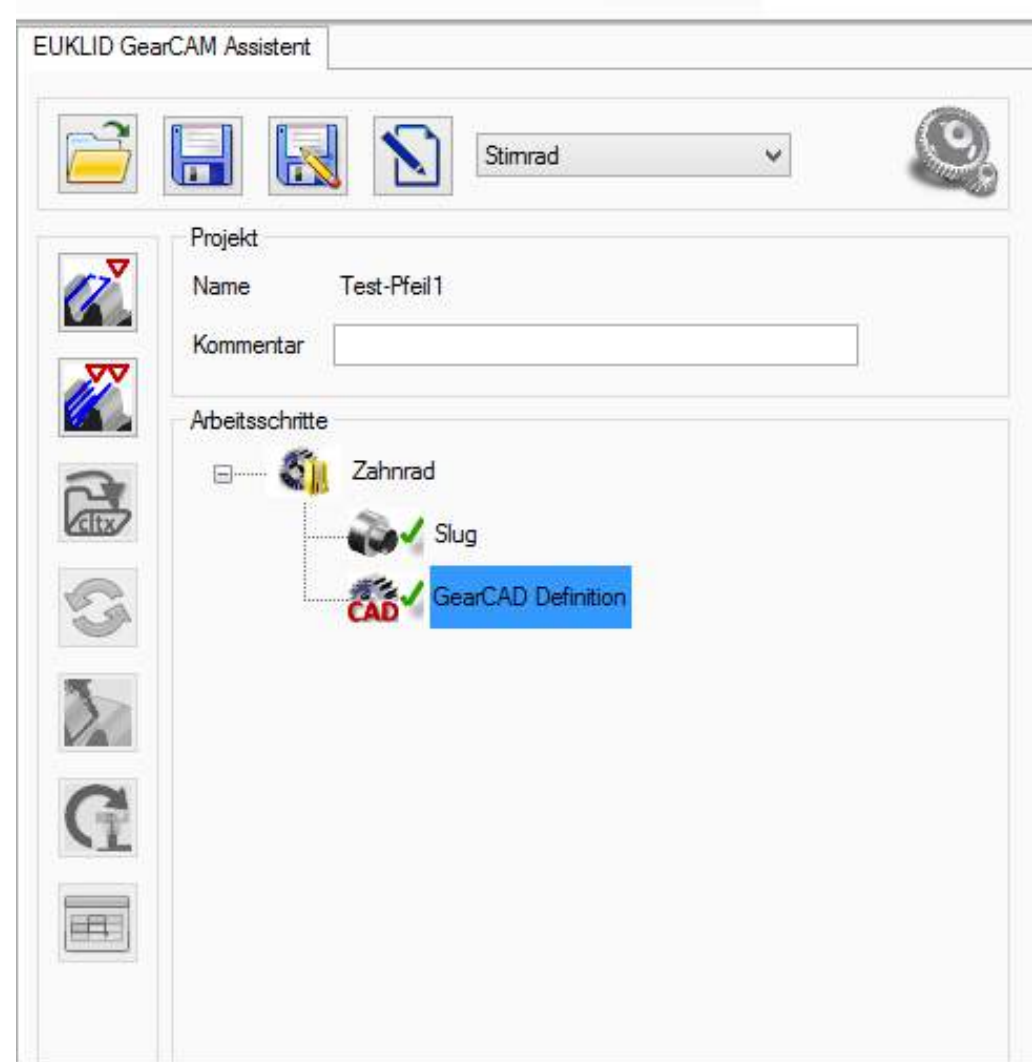 EUKLID GearCAM Assistent
Stirnrad
Projekt
Name Test-Pfeil1
Kommentar
Arbeitsschritte
Zahnrad
cltx
Slug
CAD GearCAD Definition